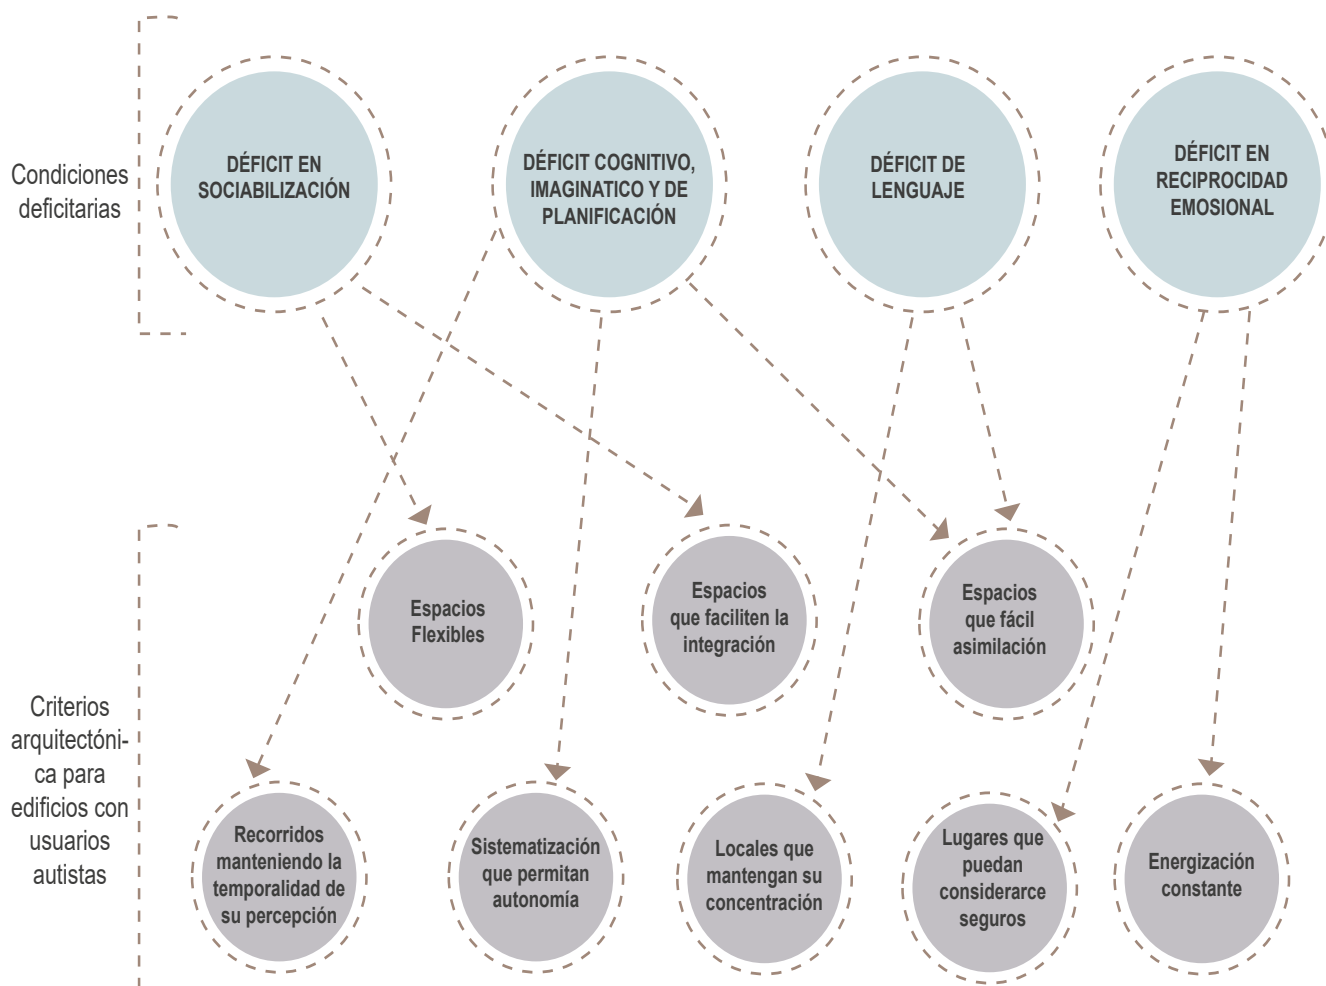 Condiciones
deficitarias
DÉFICIT EN
SOCIABILIZACIÓN
DÉFICIT COGNITIVO,
IMAGINATICO Y DE
PLANIFICACIÓN
DÉFICIT DE
LENGUAJE
DÉFICIT EN
RECIPROCIDAD
EMOSIONAL
Criterios
arquitectóni-
ca para
edificios con
usuarios
autistas
Espacios
Flexibles
Espacios
que faciliten la
integración
Espacios
que fácil
asimilación
Recorridos
manteniendo la
temporalidad de
su percepción
Sistematización
que permitan
autonomía
Locales que
mantengan su
concentración
Lugares que
puedan
considerarce
seguros
Energización
constante